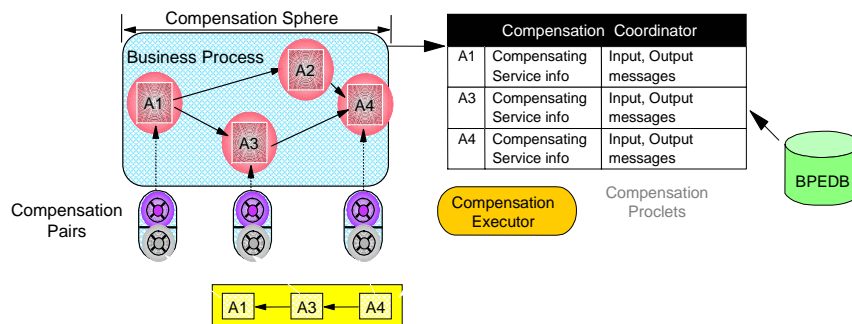 Compensation Sphere
Business Process
A1
A2
A3
A4
Compensation Coordinator
A1 Compensating Service info Input, Output messages
A3 Compensating Service info Input, Output messages
A4 Compensating Service info Input, Output messages
BPEDB
Compensation
Pairs
Compensation
Executor
Compensation
Proclets
A1
A3
A4